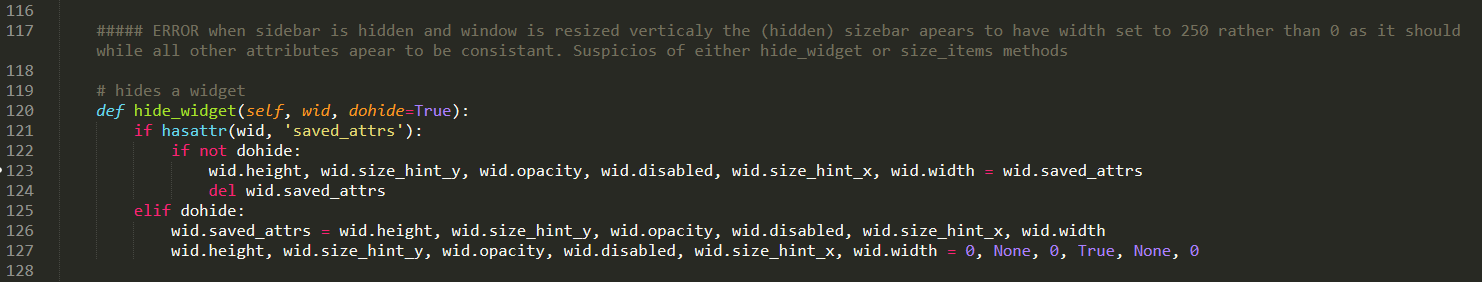 116
117 ##### ERROR when sidebar is hidden and window is resized verticaly the (hidden) sizebar apears to have width set to 250 rather than 0 as it should
while all other attributes apear to be consistant. Suspicios of either hide_widget or size_items methods
118
119 # hides a widget
120 def hide_widget(self, wid, dohide=True):
121 if hasattr(wid, 'saved_attrs'):
122 if not dohide:
123 wid.height, wid.size_hint_y, wid.opacity, wid.disabled, wid.size_hint_x, wid.width = wid.saved_attrs
124 del wid.saved_attrs
125 elif dohide:
126 wid.saved_attrs = wid.height, wid.size_hint_y, wid.opacity, wid.disabled, wid.size_hint_x, wid.width
127 wid.height, wid.size_hint_y, wid.opacity, wid.disabled, wid.size_hint_x, wid.width = 0, None, 0, True, None, 0
128